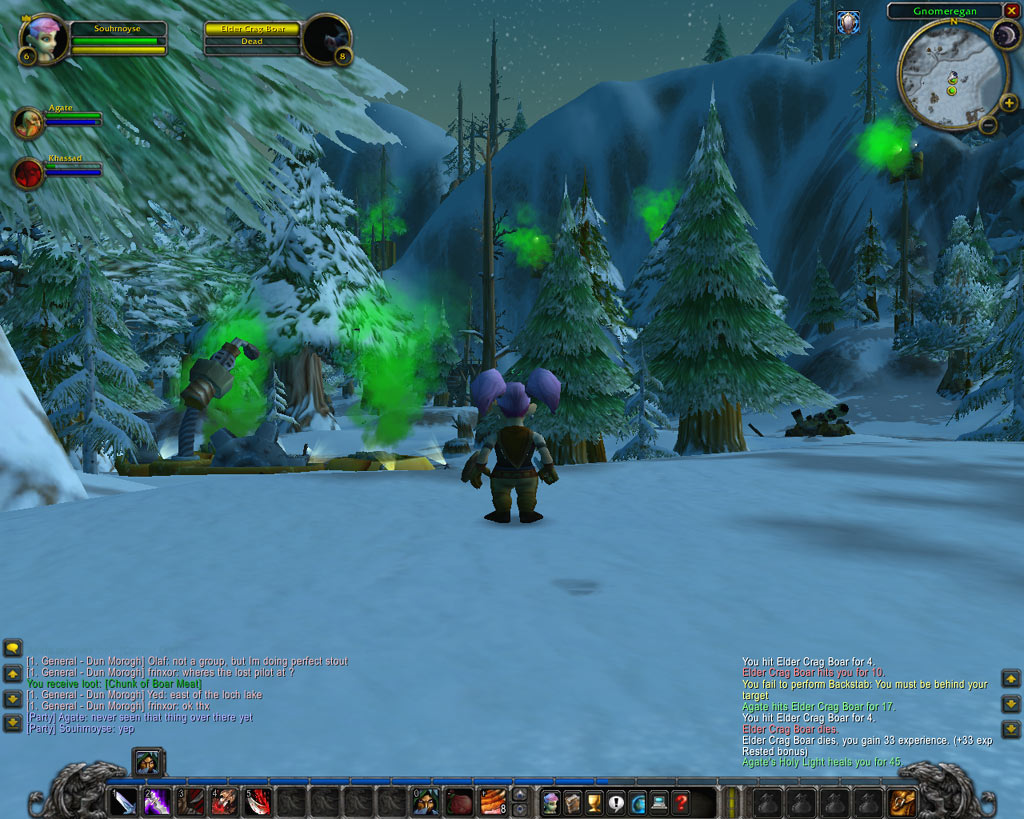 Souhrnoyse
6
Elder Crag Boar
Dead
8
Gnomeregan
N
Agate
Khassad
[1. General - Dun Morogh] Olaf: not a group, but Im doing perfect stout
[1. General - Dun Morogh] frinxor: wheres the lost pilot at ?
You receive loot: [Chunk of Boar Meat]
[1. General - Dun Morogh] Yed: east of the loch lake
[1. General - Dun Morogh] frinxor: ok thx
[Party] Agate: never seen that thing over there yet
[Party] Souhrnoyse: yep
You hit Elder Crag Boar for 4.
Elder Crag Boar hits you for 10.
You fail to perform Backstab: You must be behind your
target
Agate hits Elder Crag Boar for 17.
You hit Elder Crag Boar for 4.
Elder Crag Boar dies.
Elder Crag Boar dies, you gain 33 experience. (+33 exp
Rested bonus)
Agate's Holy Light heals you for 45.
2 3 4 5 0 8